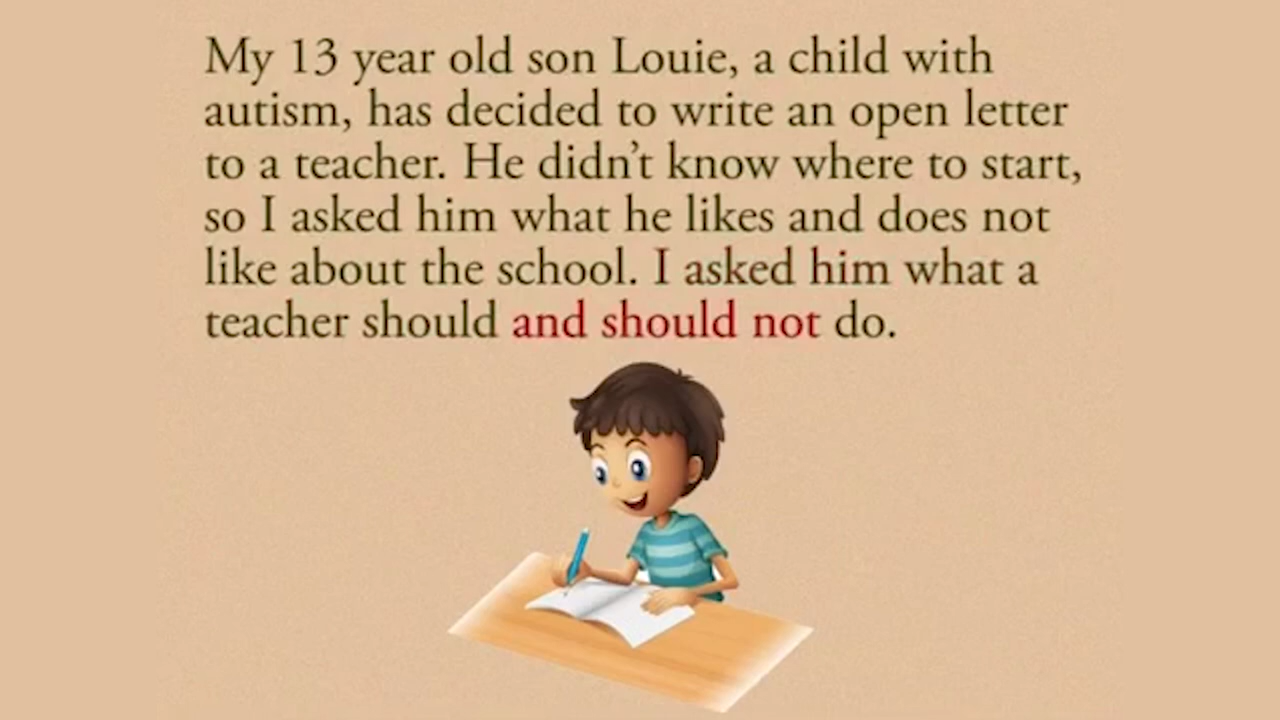 My 13 year old son Louie, a child with
autism, has decided to write an open letter
to a teacher. He didn’t know where to start,
so I asked him what he likes and does not
like about the school. I asked him what a
teacher should and should not do.